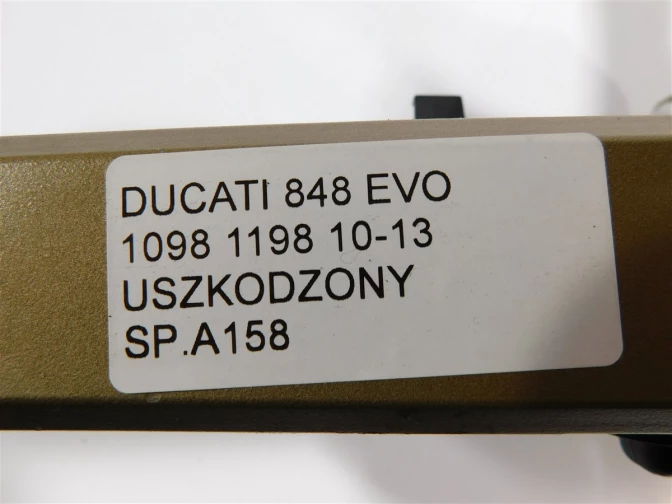 DUCATI 848 EVO
1098 1198 10-13
USZKODZONY
SP.A158